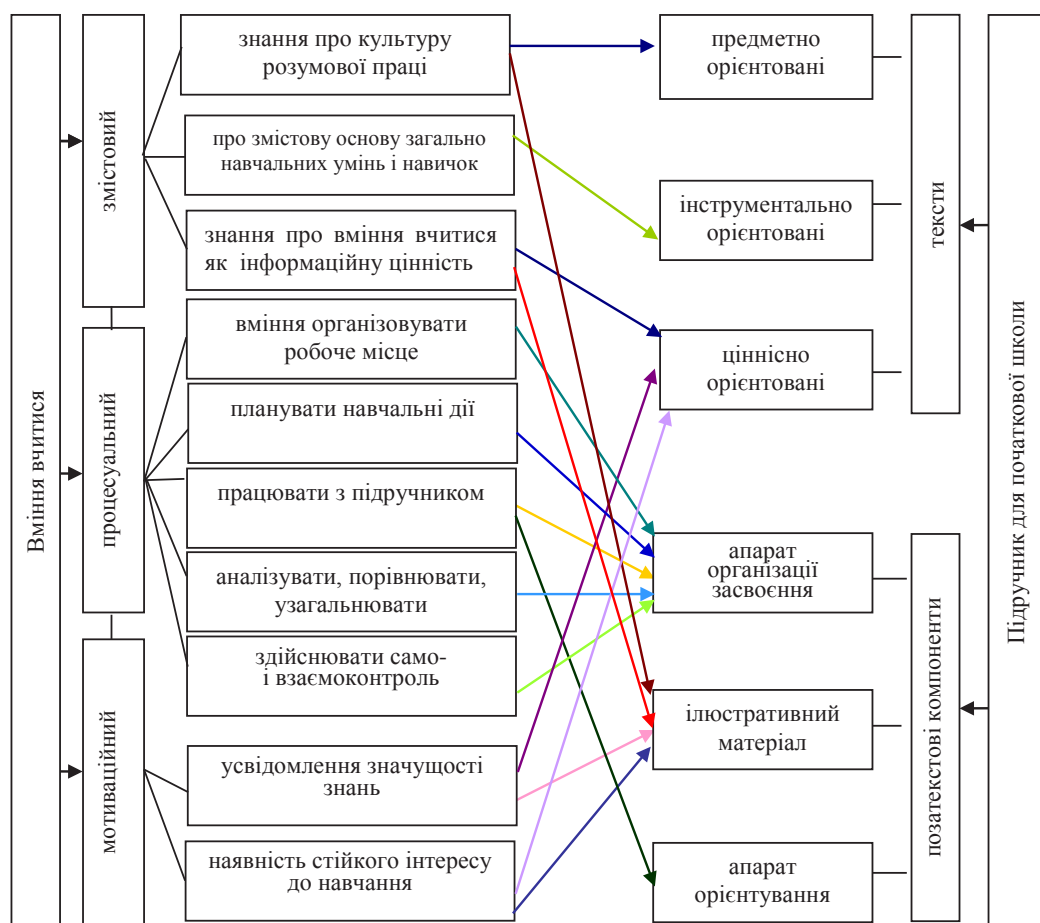 Вміння вчитися
змістовий
процесуальний
мотиваційний
знання про культуру
розумової праці
про змістову основу загально
навчальних умінь і навичок
знання про вміння вчитися
як інформаційну цінність
вміння організовувати
робоче місце
планувати навчальні дії
працювати з підручником
аналізувати, порівнювати,
узагальнювати
здійснювати само-
і взаємоконтроль
усвідомлення значущості
знань
наявність стійкого інтересу
до навчання
предметно
орієнтовані
інструментально
орієнтовані
ціннісно
орієнтовані
апарат
організації
засвоєння
ілюстративний
матеріал
апарат
орієнтування
тексти
позатекстові компоненти
Підручник для початкової школи